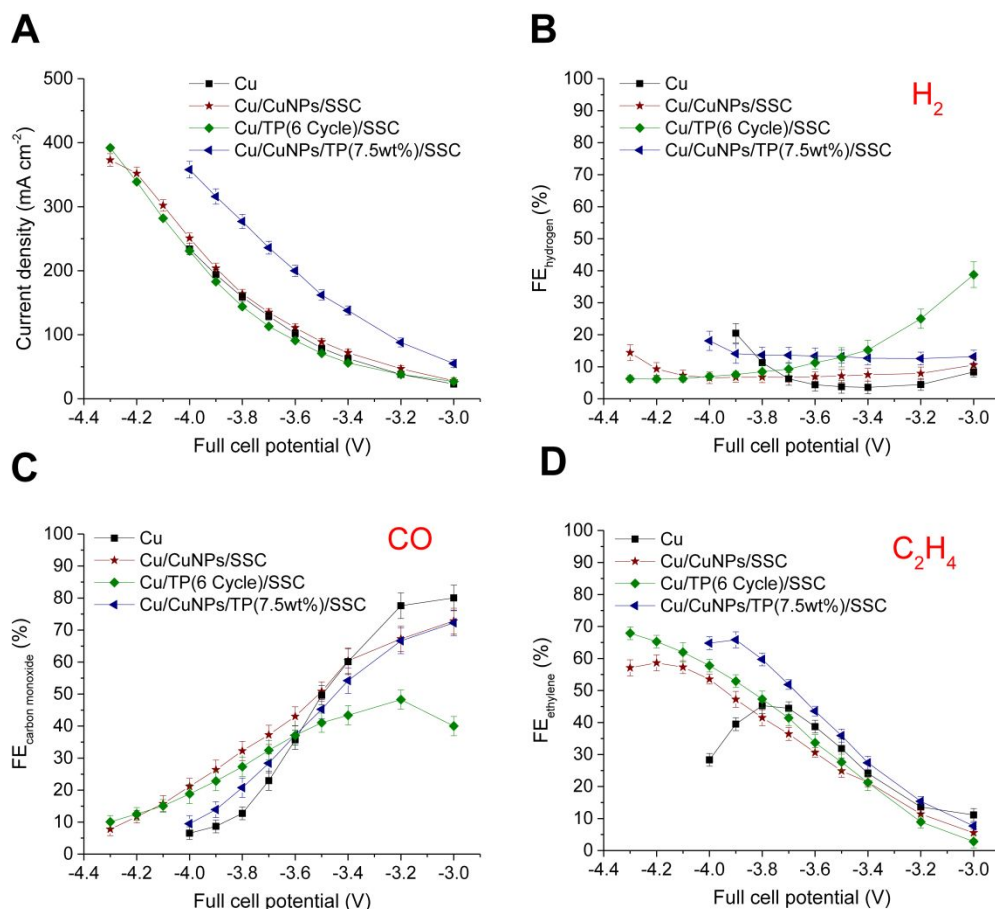 A
500
400
300
200
100
0
Current density (mA cm⁻²)
Cu
Cu/CuNPs/SSC
Cu/TP(6 Cycle)/SSC
Cu/CuNPs/TP(7.5wt%)/SSC
-4.4 -4.2 -4.0 -3.8 -3.6 -3.4 -3.2 -3.0
Full cell potential (V)
B
100
90
80
70
60
50
40
30
20
10
0
FE hydrogen (%)
Cu
Cu/CuNPs/SSC
Cu/TP(6 Cycle)/SSC
Cu/CuNPs/TP(7.5wt%)/SSC
H₂
-4.4 -4.2 -4.0 -3.8 -3.6 -3.4 -3.2 -3.0
Full cell potential (V)
C
100
90
80
70
60
50
40
30
20
10
0
FE carbon monoxide (%)
Cu
Cu/CuNPs/SSC
Cu/TP(6 Cycle)/SSC
Cu/CuNPs/TP(7.5wt%)/SSC
CO
-4.4 -4.2 -4.0 -3.8 -3.6 -3.4 -3.2 -3.0
Full cell potential (V)
D
100
90
80
70
60
50
40
30
20
10
0
FE ethylene (%)
Cu
Cu/CuNPs/SSC
Cu/TP(6 Cycle)/SSC
Cu/CuNPs/TP(7.5wt%)/SSC
C₂H₄
-4.4 -4.2 -4.0 -3.8 -3.6 -3.4 -3.2 -3.0
Full cell potential (V)